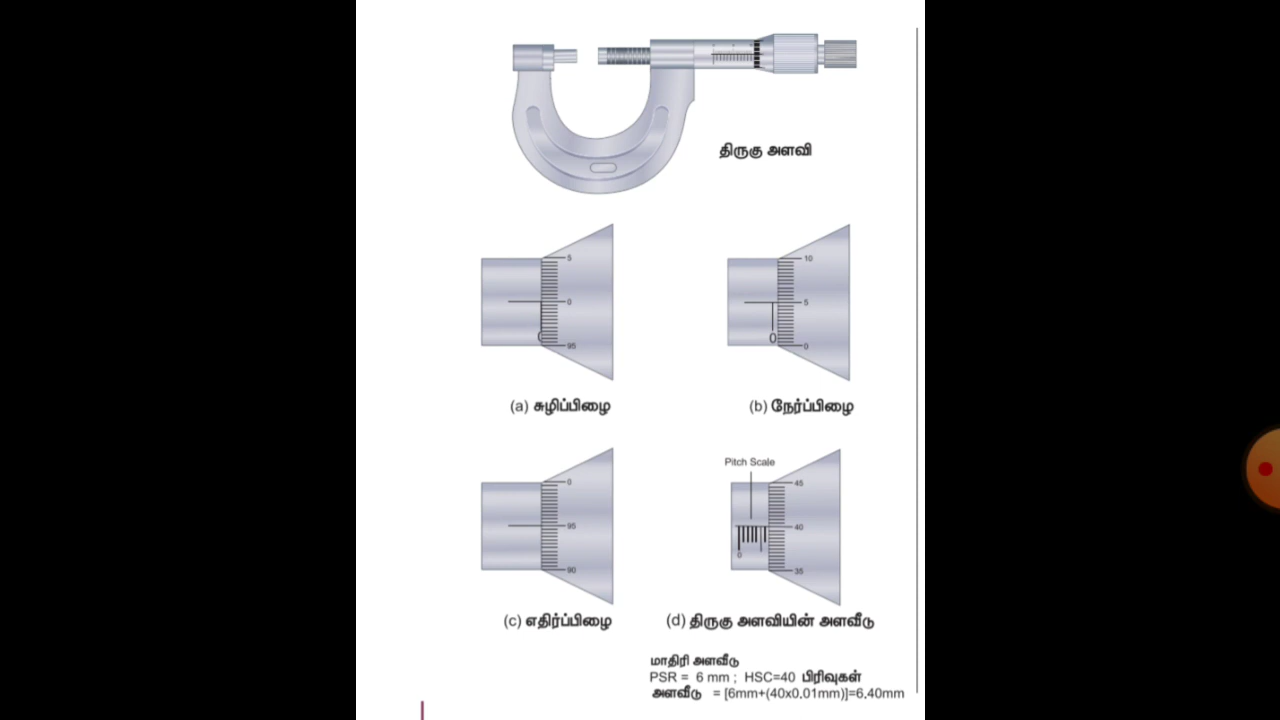 திருகு அளவி
5
0
0
95
10
5
0
0
(a) சுழிப்பிழை
(b) நேர்ப்பிழை
0
95
90
Pitch Scale
45
40
0
35
(c) எதிர்ப்பிழை
(d) திருகு அளவியின் அளவீடு
மாதிரி அளவீடு
PSR = 6 mm ; HSC=40 பிரிவுகள்
அளவீடு = [6mm+(40x0.01mm)]=6.40mm